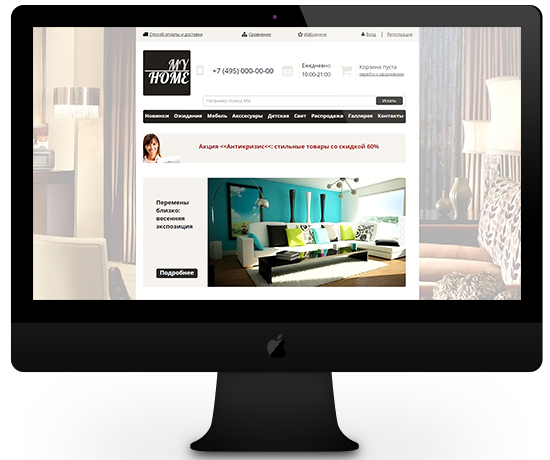 Способ оплаты и доставки Сравнение Избранное Вход | Регистрация
MY HOME
+7 (495) 000-00-00
Ежедневно
10:00-21:00
Корзина пуста
перейти к оформлению
Например: Комод Mix Искать
Новинки Ожидания Мебель Акссесуары Детская Свет Распродажа Галлерея Контакты
Акция <<Антикризис<<: стильные товары со скидкой 60%
Перемены
близко:
весенняя
экспозиция
Подробнее